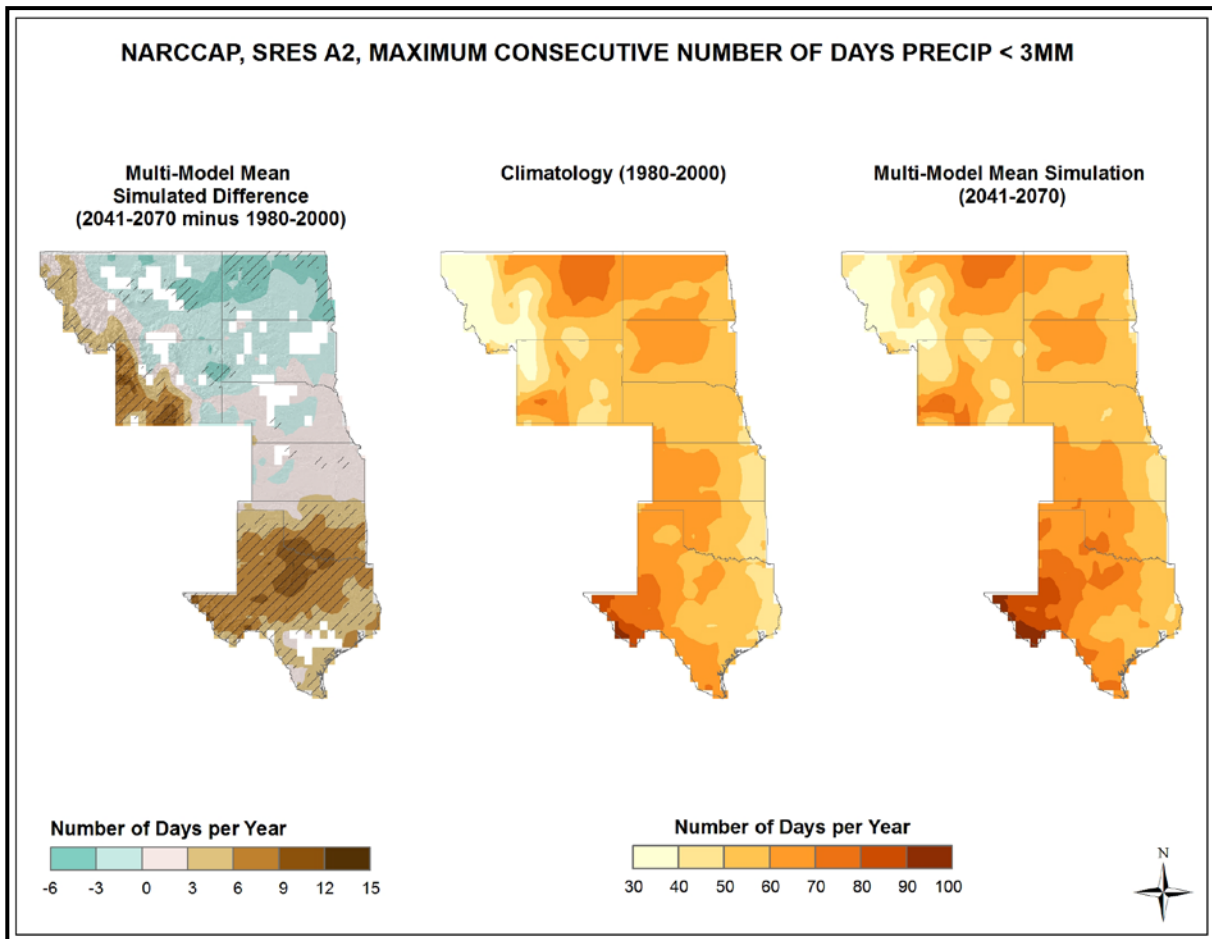 NARCCAP, SRES A2, MAXIMUM CONSECUTIVE NUMBER OF DAYS PRECIP < 3MM
Multi-Model Mean
Simulated Difference
(2041-2070 minus 1980-2000)
Climatology (1980-2000)
Multi-Model Mean Simulation
(2041-2070)
Number of Days per Year
-6 -3 0 3 6 9 12 15
Number of Days per Year
30 40 50 60 70 80 90 100
N